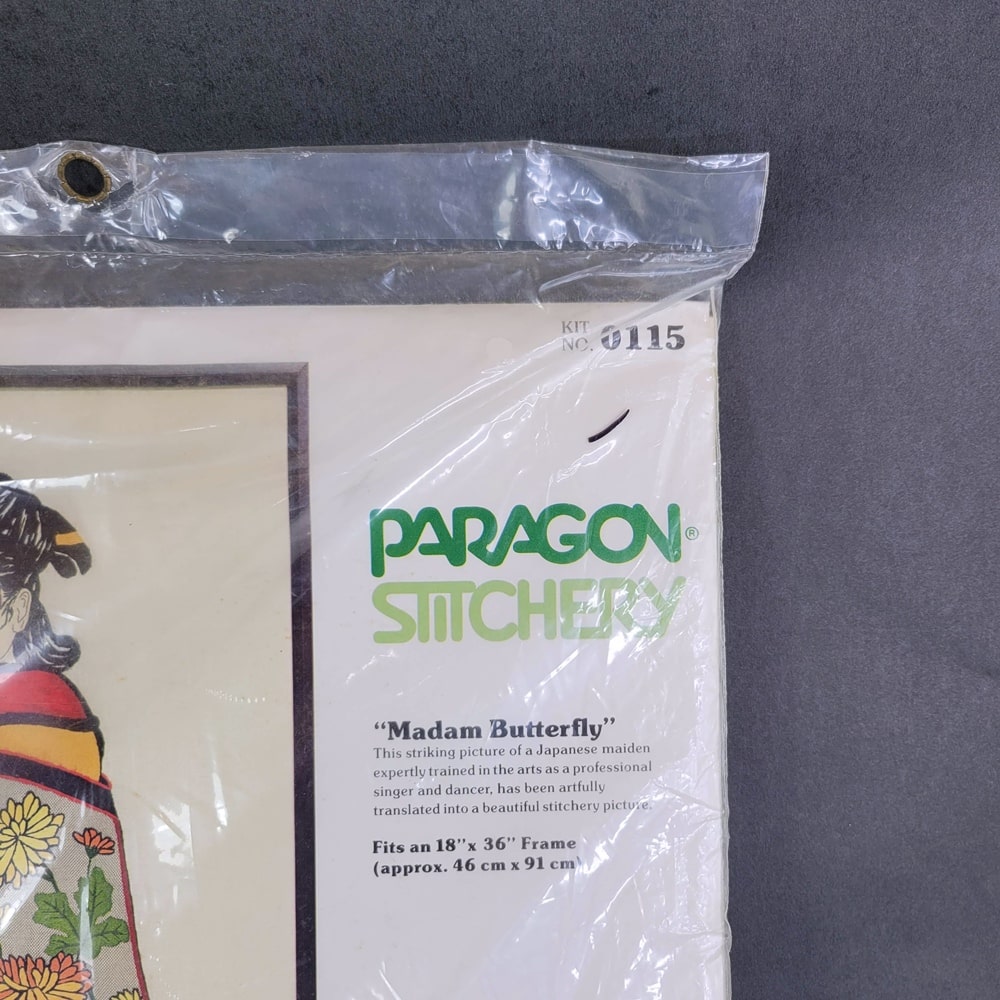 KIT
NO. 0115
PARAGON®
STITCHERY
“Madam Butterfly”
This striking picture of a Japanese maiden
expertly trained in the arts as a professional
singer and dancer, has been artfully
translated into a beautiful stitchery picture.
Fits an 18”x 36” Frame
(approx. 46 cm x 91 cm)